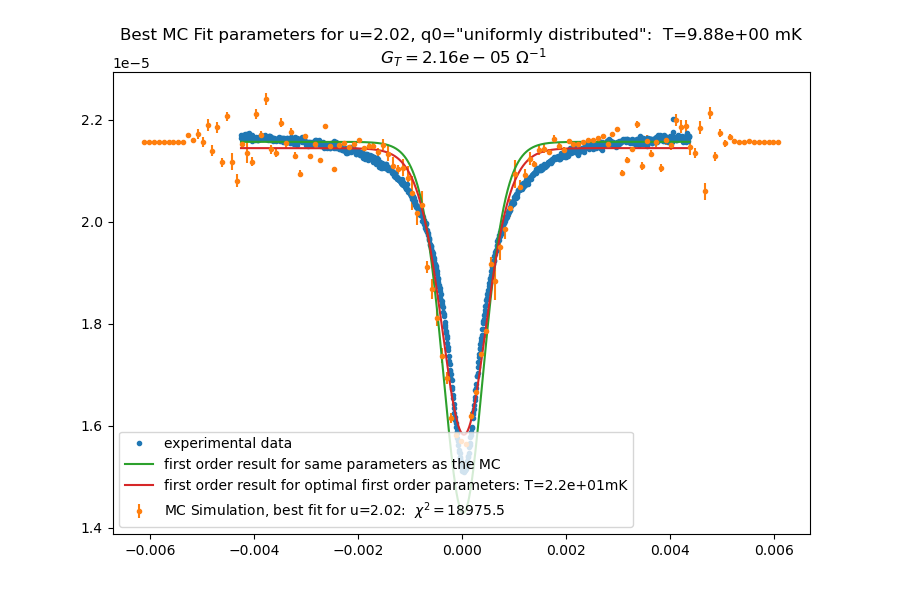 Best MC Fit parameters for u=2.02, q0="uniformly distributed":  T=9.88e+00 mK
G_T = 2.16e − 05 Ω⁻¹
1e−5
2.2
2.0
1.8
1.6
1.4
experimental data
first order result for same parameters as the MC
first order result for optimal first order parameters: T=2.2e+01mK
MC Simulation, best fit for u=2.02:  χ² = 18975.5
−0.006 −0.004 −0.002 0.000 0.002 0.004 0.006